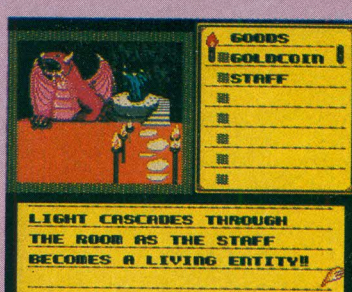 GOODS
GOLDCOIN
STAFF
LIGHT CASCADES THROUGH
THE ROOM AS THE STAFF
BECOMES A LIVING ENTITY!!